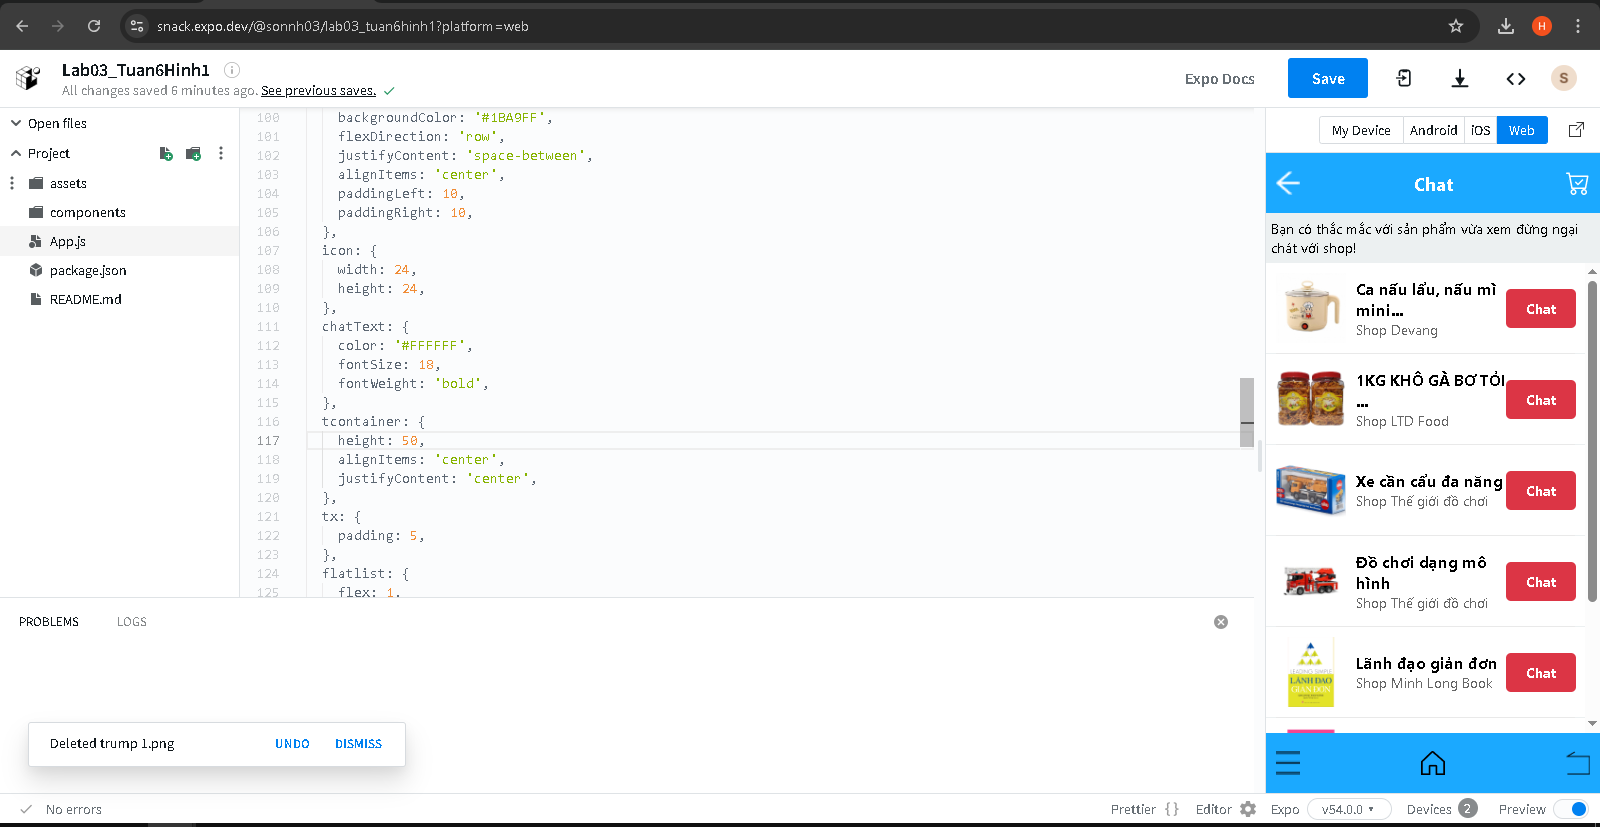 snack.expo.dev/@sonnh03/lab03_tuan6hinh1?platform=web
H
Lab03_Tuan6Hinh1
All changes saved 6 minutes ago. See previous saves.
Expo Docs
Save
S
Open files
Project
assets
components
App.js
package.json
README.md
100 backgroundColor: '#1BA9FF',
101 flexDirection: 'row',
102 justifyContent: 'space-between',
103 alignItems: 'center',
104 paddingLeft: 10,
105 paddingRight: 10,
106 },
107 icon: {
108 width: 24,
109 height: 24,
110 },
111 chatText: {
112 color: '#FFFFFF',
113 fontSize: 18,
114 fontWeight: 'bold',
115 },
116 tcontainer: {
117 height: 50,
118 alignItems: 'center',
119 justifyContent: 'center',
120 },
121 tx: {
122 padding: 5,
123 },
124 flatlist: {
125 flex: 1,
My Device
Android
iOS
Web
Chat
Bạn có thắc mắc với sản phẩm vừa xem đừng ngại
chát với shop!
Ca nấu lẩu, nấu mì
mini...
Shop Devang
Chat
1KG KHÔ GÀ BƠ TỎI
...
Shop LTD Food
Chat
Xe cần cẩu đa năng
Shop Thế giới đồ chơi
Chat
Đồ chơi dạng mô
hình
Shop Thế giới đồ chơi
Chat
LÃNH ĐẠO
GIẢN ĐƠN
Lãnh đạo giản đơn
Shop Minh Long Book
Chat
PROBLEMS
LOGS
Deleted trump 1.png
UNDO
DISMISS
No errors
Prettier { }
Editor
Expo
v54.0.0
Devices 2
Preview